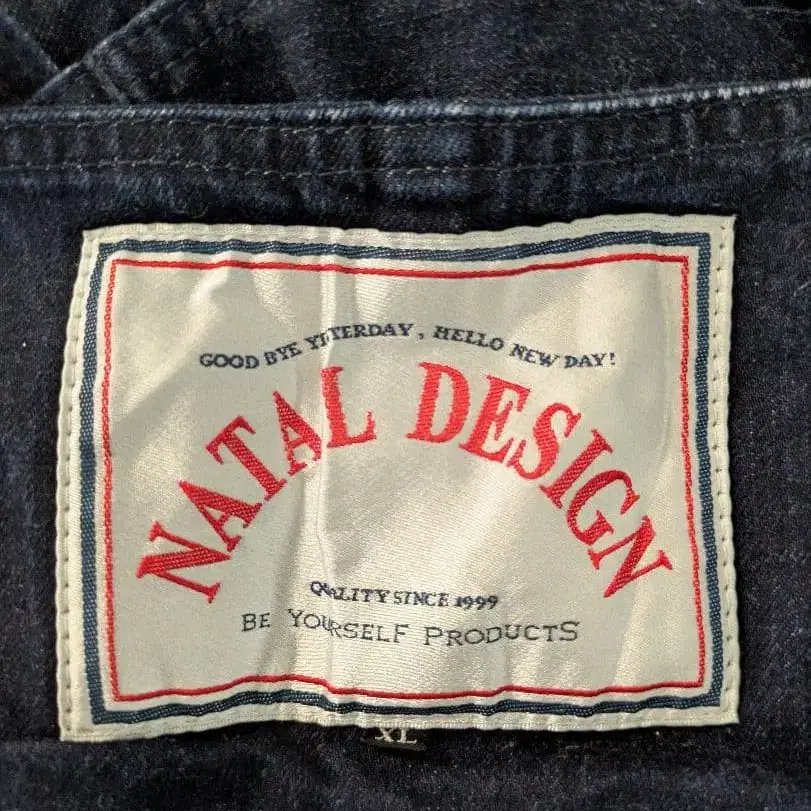 GOOD BYE YESTERDAY, HELLO NEW DAY!
NATAL DESIGN
QUALITY SINCE 1999
BE YOURSELF PRODUCTS
XL